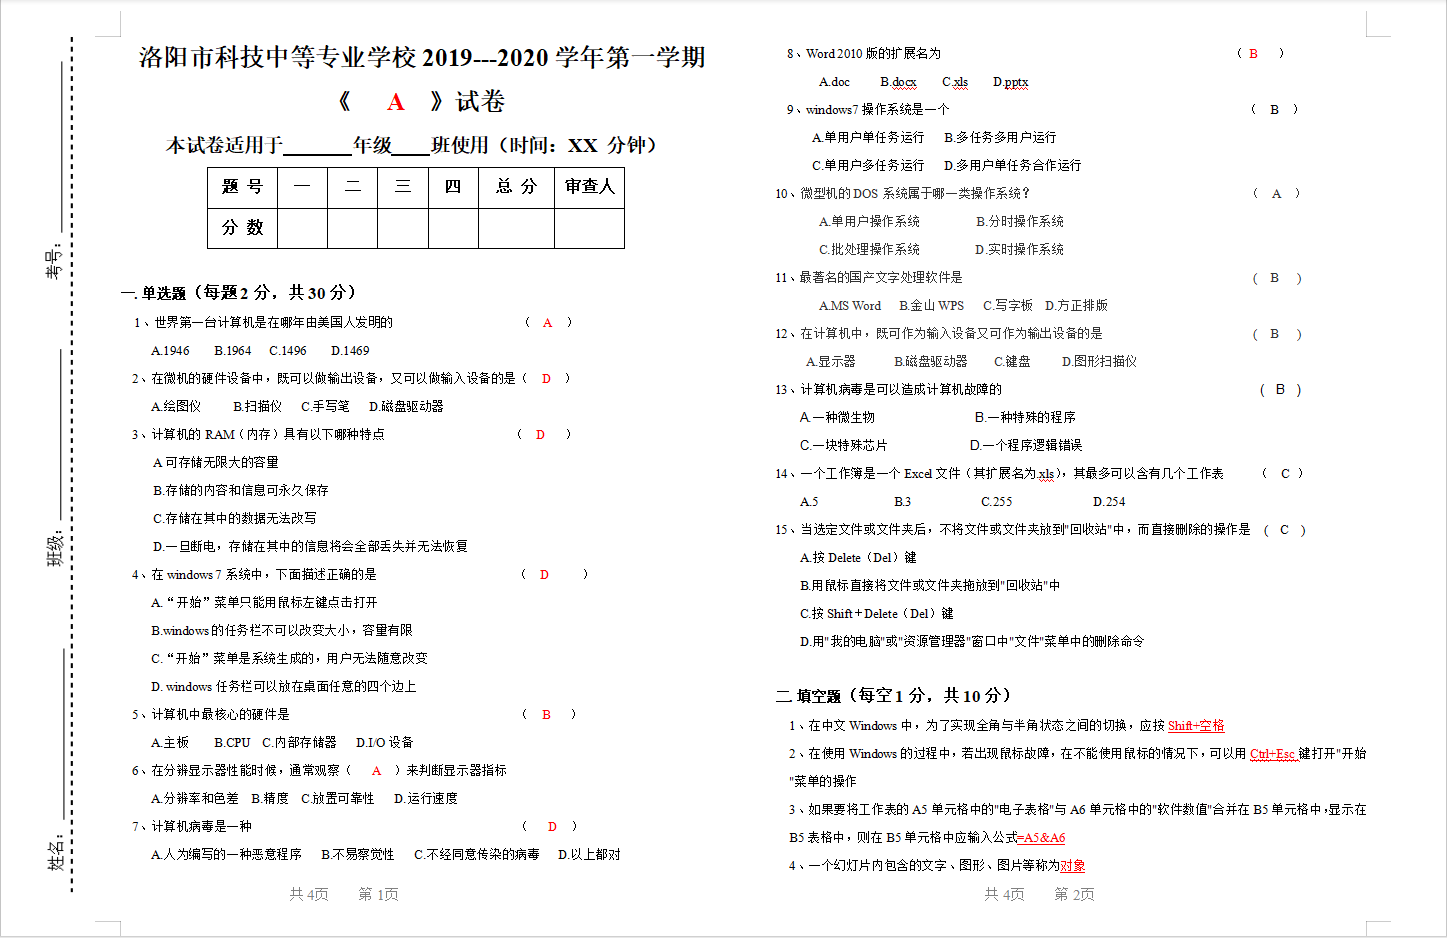 考号：
班级：
姓名：
洛阳市科技中等专业学校 2019---2020 学年第一学期
《 A 》试卷
本试卷适用于______年级____班使用（时间：XX 分钟）
题 号 一 二 三 四 总 分 审查人
分 数
一. 单选题（每题 2 分，共 30 分）
1、世界第一台计算机是在哪年由美国人发明的 （ A ）
A.1946 B.1964 C.1496 D.1469
2、在微机的硬件设备中，既可以做输出设备，又可以做输入设备的是（ D ）
A.绘图仪 B.扫描仪 C.手写笔 D.磁盘驱动器
3、计算机的 RAM（内存）具有以下哪种特点 （ D ）
A 可存储无限大的容量
B.存储的内容和信息可永久保存
C.存储在其中的数据无法改写
D.一旦断电，存储在其中的信息将会全部丢失并无法恢复
4、在 windows 7 系统中，下面描述正确的是 （ D ）
A.“开始”菜单只能用鼠标左键点击打开
B.windows 的任务栏不可以改变大小，容量有限
C.“开始”菜单是系统生成的，用户无法随意改变
D. windows 任务栏可以放在桌面任意的四个边上
5、计算机中最核心的硬件是 （ B ）
A.主板 B.CPU C.内部存储器 D.I/O 设备
6、在分辨显示器性能时候，通常观察（ A ）来判断显示器指标
A.分辨率和色差 B.精度 C.放置可靠性 D.运行速度
7、计算机病毒是一种 （ D ）
A.人为编写的一种恶意程序 B.不易察觉性 C.不经同意传染的病毒 D.以上都对
共 4页 第 1页
8、Word 2010 版的扩展名为 （ B ）
A.doc B.docx C.xls D.pptx
9、windows7 操作系统是一个 （ B ）
A.单用户单任务运行 B.多任务多用户运行
C.单用户多任务运行 D.多用户单任务合作运行
10、微型机的 DOS 系统属于哪一类操作系统？ （ A ）
A.单用户操作系统 B.分时操作系统
C.批处理操作系统 D.实时操作系统
11、最著名的国产文字处理软件是 （ B ）
A.MS Word B.金山 WPS C.写字板 D.方正排版
12、在计算机中，既可作为输入设备又可作为输出设备的是 （ B ）
A.显示器 B.磁盘驱动器 C.键盘 D.图形扫描仪
13、计算机病毒是可以造成计算机故障的 （ B ）
A.一种微生物 B.一种特殊的程序
C.一块特殊芯片 D.一个程序逻辑错误
14、一个工作簿是一个 Excel 文件（其扩展名为.xls），其最多可以含有几个工作表 （ C ）
A.5 B.3 C.255 D.254
15、当选定文件或文件夹后，不将文件或文件夹放到"回收站"中，而直接删除的操作是 （ C ）
A.按 Delete（Del）键
B.用鼠标直接将文件或文件夹拖放到"回收站"中
C.按 Shift＋Delete（Del）键
D.用"我的电脑"或"资源管理器"窗口中"文件"菜单中的删除命令
二. 填空题（每空 1 分，共 10 分）
1、在中文 Windows 中，为了实现全角与半角状态之间的切换，应按 Shift+空格
2、在使用 Windows 的过程中，若出现鼠标故障，在不能使用鼠标的情况下，可以用 Ctrl+Esc 键打开"开始
"菜单的操作
3、如果要将工作表的 A5 单元格中的"电子表格"与 A6 单元格中的"软件数值"合并在 B5 单元格中,显示在
B5 表格中，则在 B5 单元格中应输入公式=A5&A6
4、一个幻灯片内包含的文字、图形、图片等称为对象
共 4页 第 2页